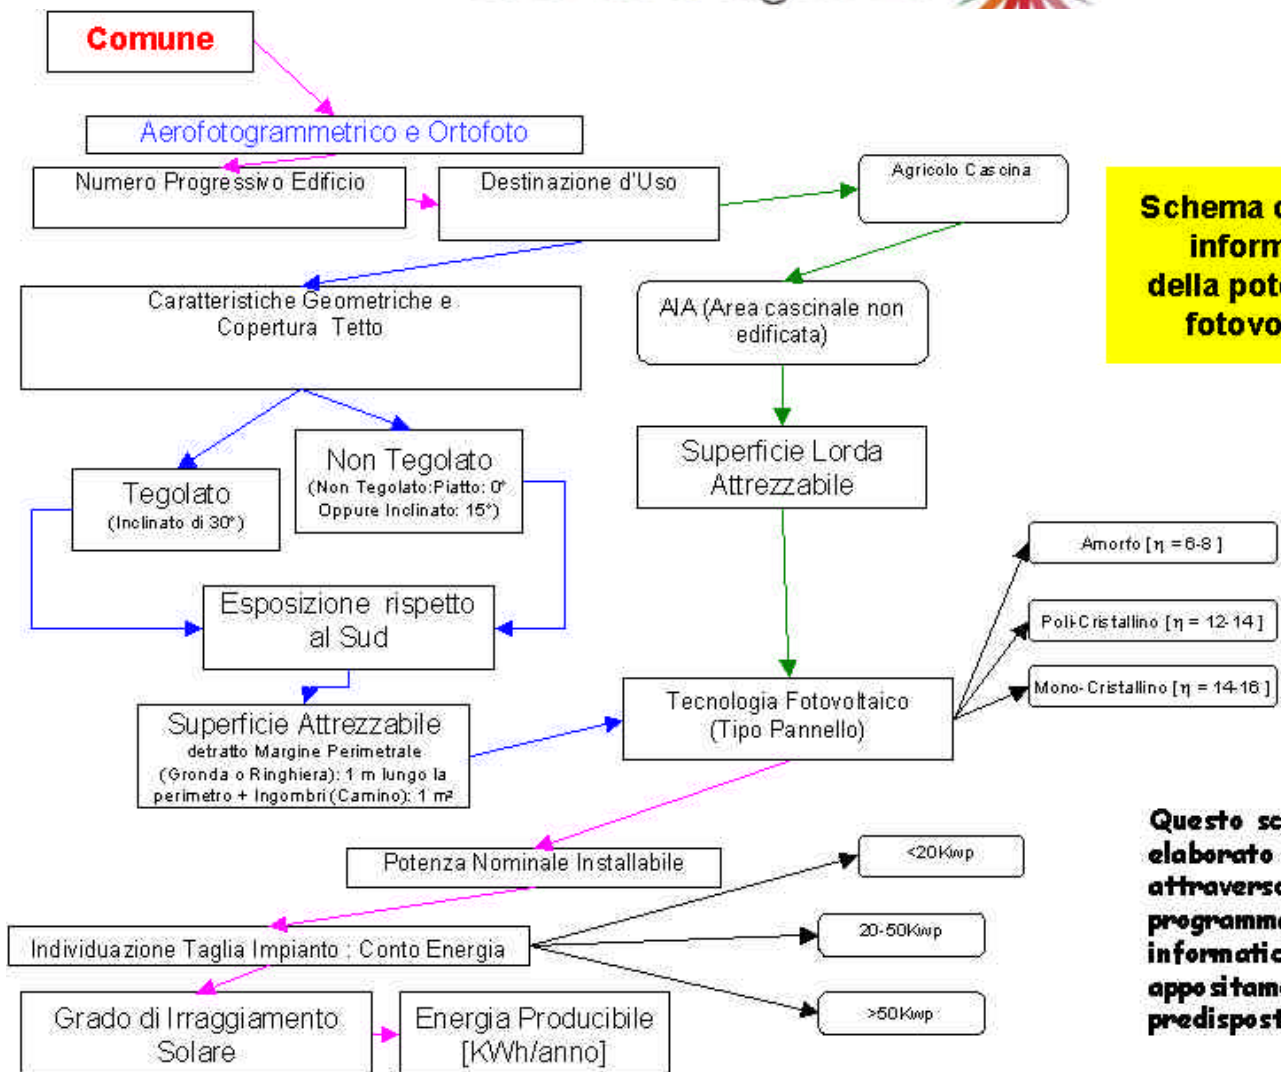 Comune
Aerofotogrammetrico e Ortofoto
Numero Progressivo Edificio
Destinazione d'Uso
Agricolo Cascina
Schema
inform
della pote
fotovo
Caratteristiche Geometriche e
Copertura Tetto
AIA (Area cascinale non
edificata)
Non Tegolato
(Non Tegolato:Piatto: 0°
Oppure Inclinato: 15°)
Tegolato
(Inclinato di 30°)
Superficie Lorda
Attrezzabile
Amorfo [η = 6-8 ]
Esposizione rispetto
al Sud
Poli-Cristallino [η = 12-14 ]
Mono-Cristallino [η = 14-16 ]
Tecnologia Fotovoltaico
(Tipo Pannello)
Superficie Attrezzabile
detratto Margine Perimetrale
(Gronda o Ringhiera): 1 m lungo la
perimetro + Ingombri (Camino): 1 m²
Potenza Nominale Installabile
<20Kwp
Individuazione Taglia Impianto : Conto Energia
20-50Kwp
>50Kwp
Grado di Irraggiamento
Solare
Energia Producibile
[KWh/anno]
Questo sc
elaborato
attravers
programm
informatic
appositam
predispost